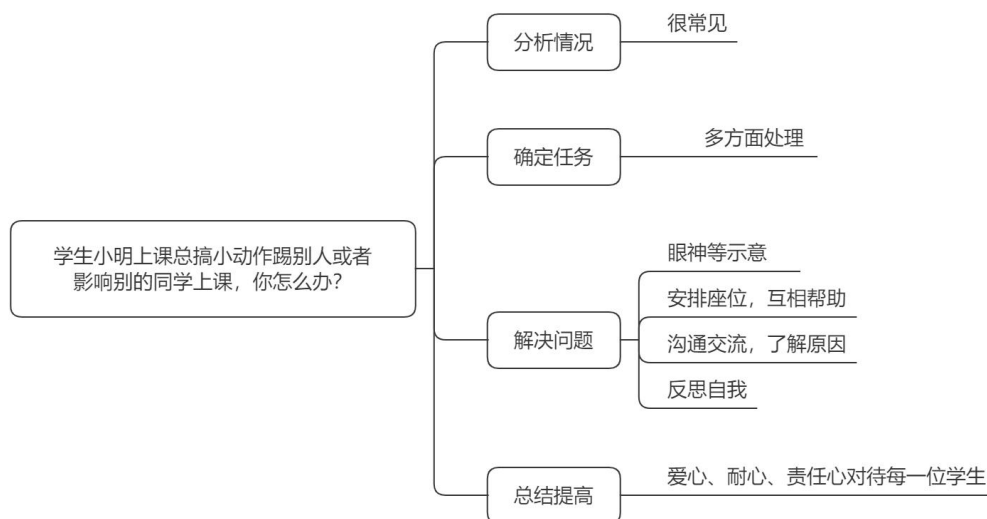 学生小明上课总搞小动作踢别人或者
影响别的同学上课，你怎么办？
分析情况
很常见
确定任务
多方面处理
解决问题
眼神等示意
安排座位，互相帮助
沟通交流，了解原因
反思自我
总结提高
爱心、耐心、责任心对待每一位学生